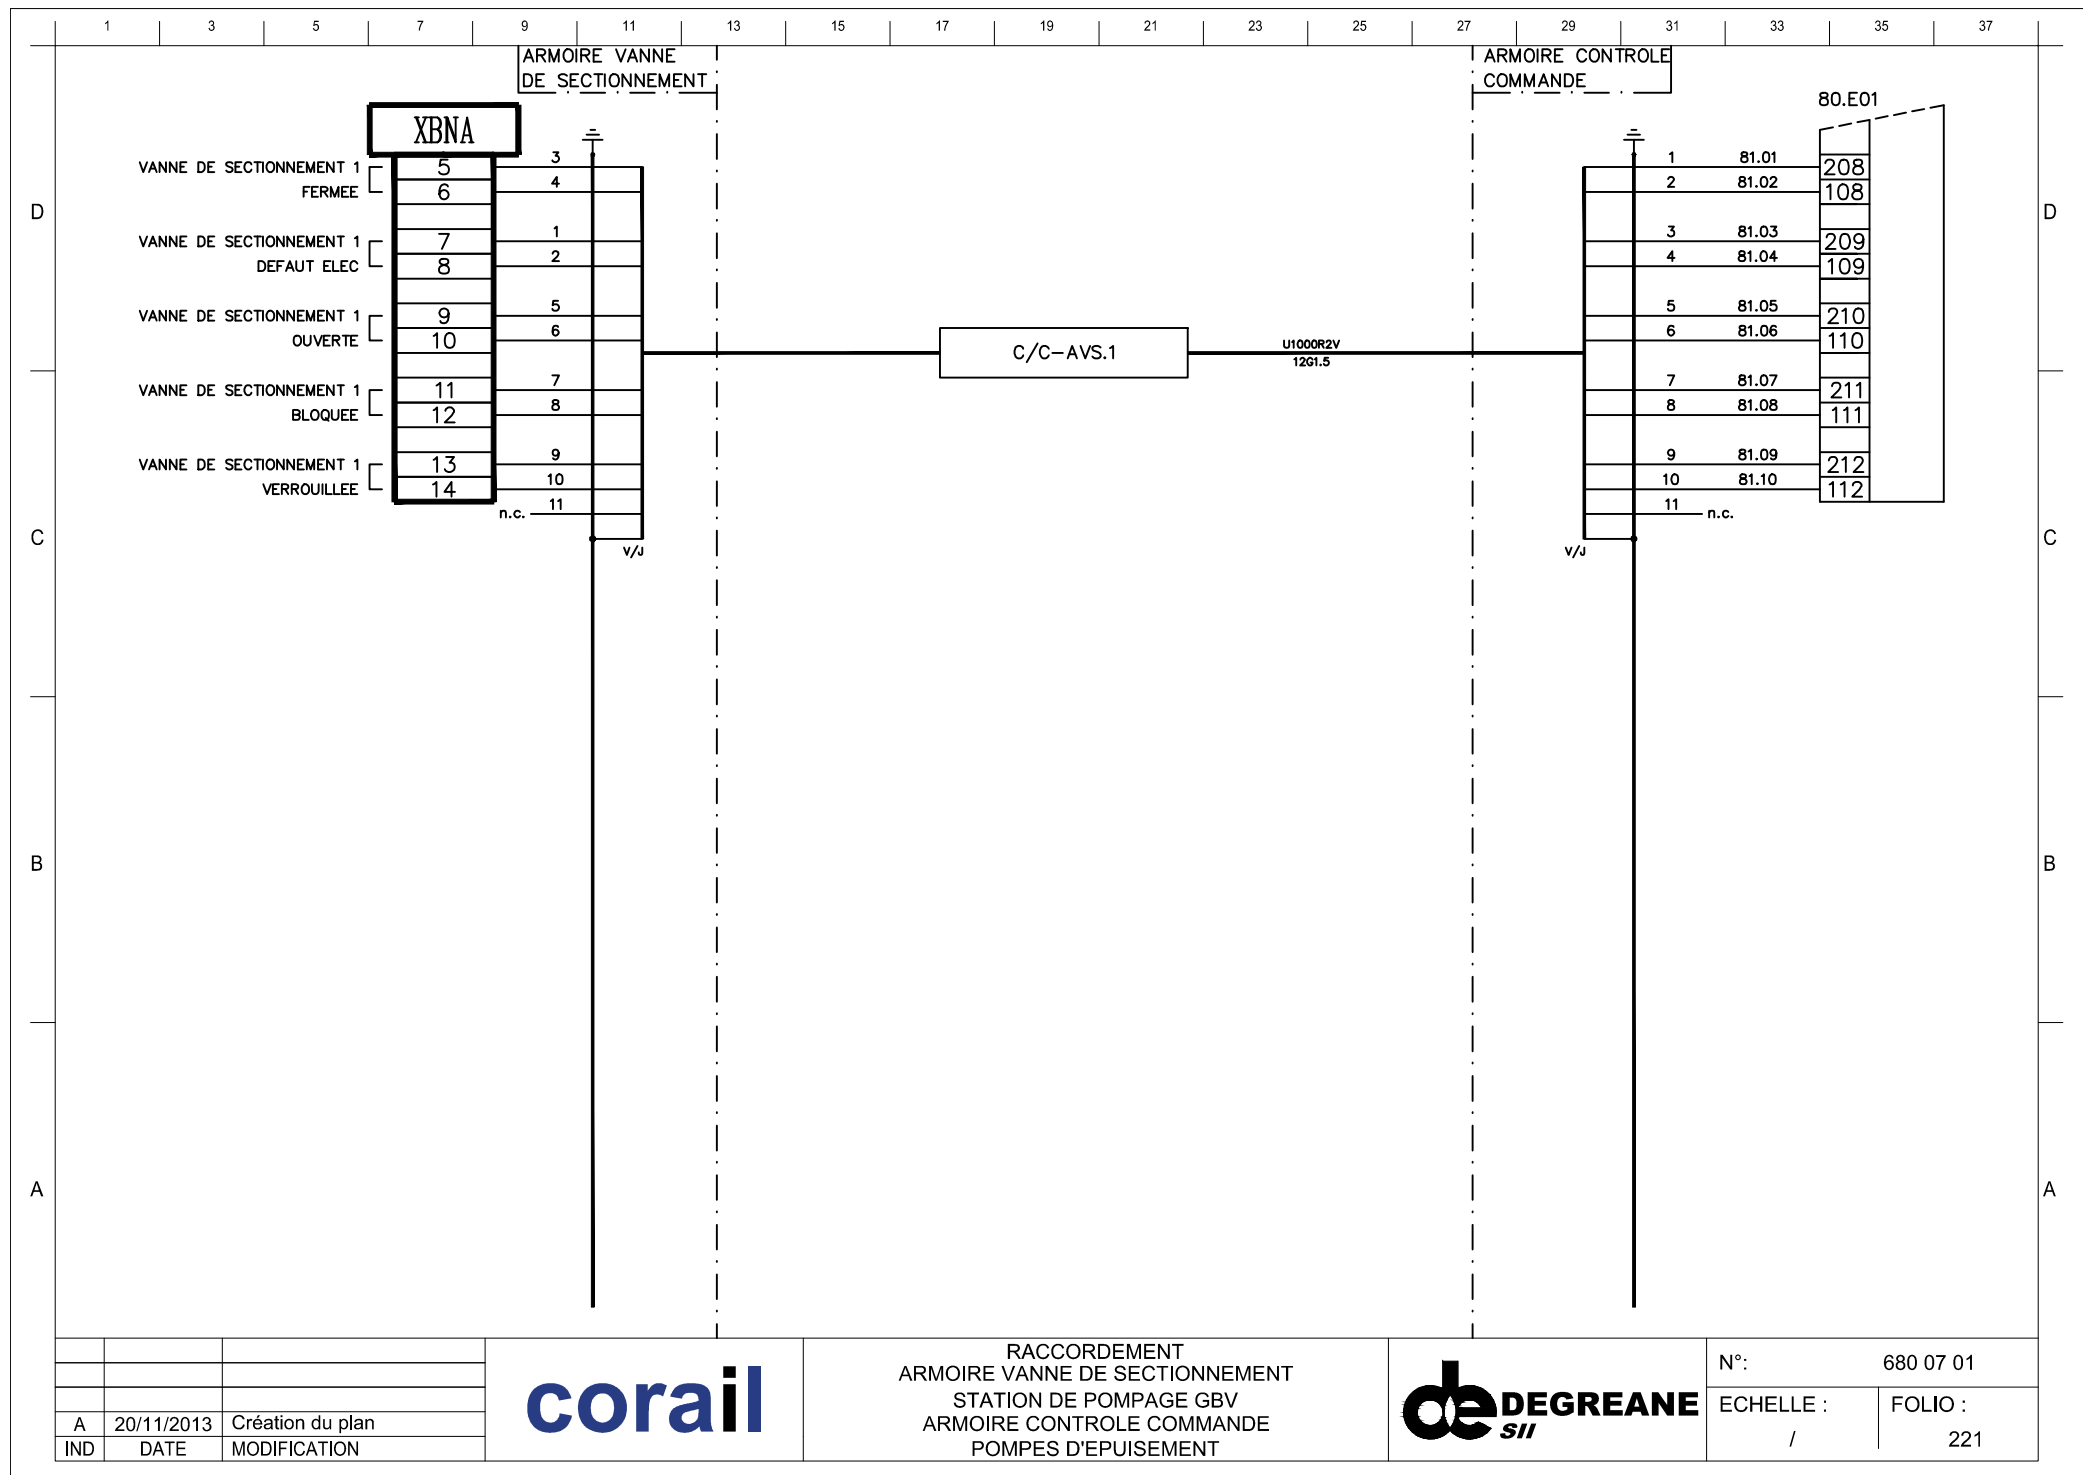 1 3 5 7 9 11 13 15 17 19 21 23 25 27 29 31 33 35 37
ARMOIRE VANNE
DE SECTIONNEMENT
ARMOIRE CONTROLE
COMMANDE
80.E01
XBNA
VANNE DE SECTIONNEMENT 1 5 3 1 81.01 208
FERMEE 6 4 2 81.02 108
D D
VANNE DE SECTIONNEMENT 1 7 1 3 81.03 209
DEFAUT ELEC 8 2 4 81.04 109
VANNE DE SECTIONNEMENT 1 9 5 5 81.05 210
OUVERTE 10 6 6 81.06 110
C/C-AVS.1
U1000R2V
12G1.5
VANNE DE SECTIONNEMENT 1 11 7 7 81.07 211
BLOQUEE 12 8 8 81.08 111
VANNE DE SECTIONNEMENT 1 13 9 9 81.09 212
VERROUILLEE 14 10 10 81.10 112
n.c. 11 11 n.c.
C C
V/J V/J
B B
A A
A 20/11/2013 Création du plan
IND DATE MODIFICATION
corail
RACCORDEMENT
ARMOIRE VANNE DE SECTIONNEMENT
STATION DE POMPAGE GBV
ARMOIRE CONTROLE COMMANDE
POMPES D'EPUISEMENT
de DEGREANE
SII
N°: 680 07 01
ECHELLE : FOLIO :
/ 221